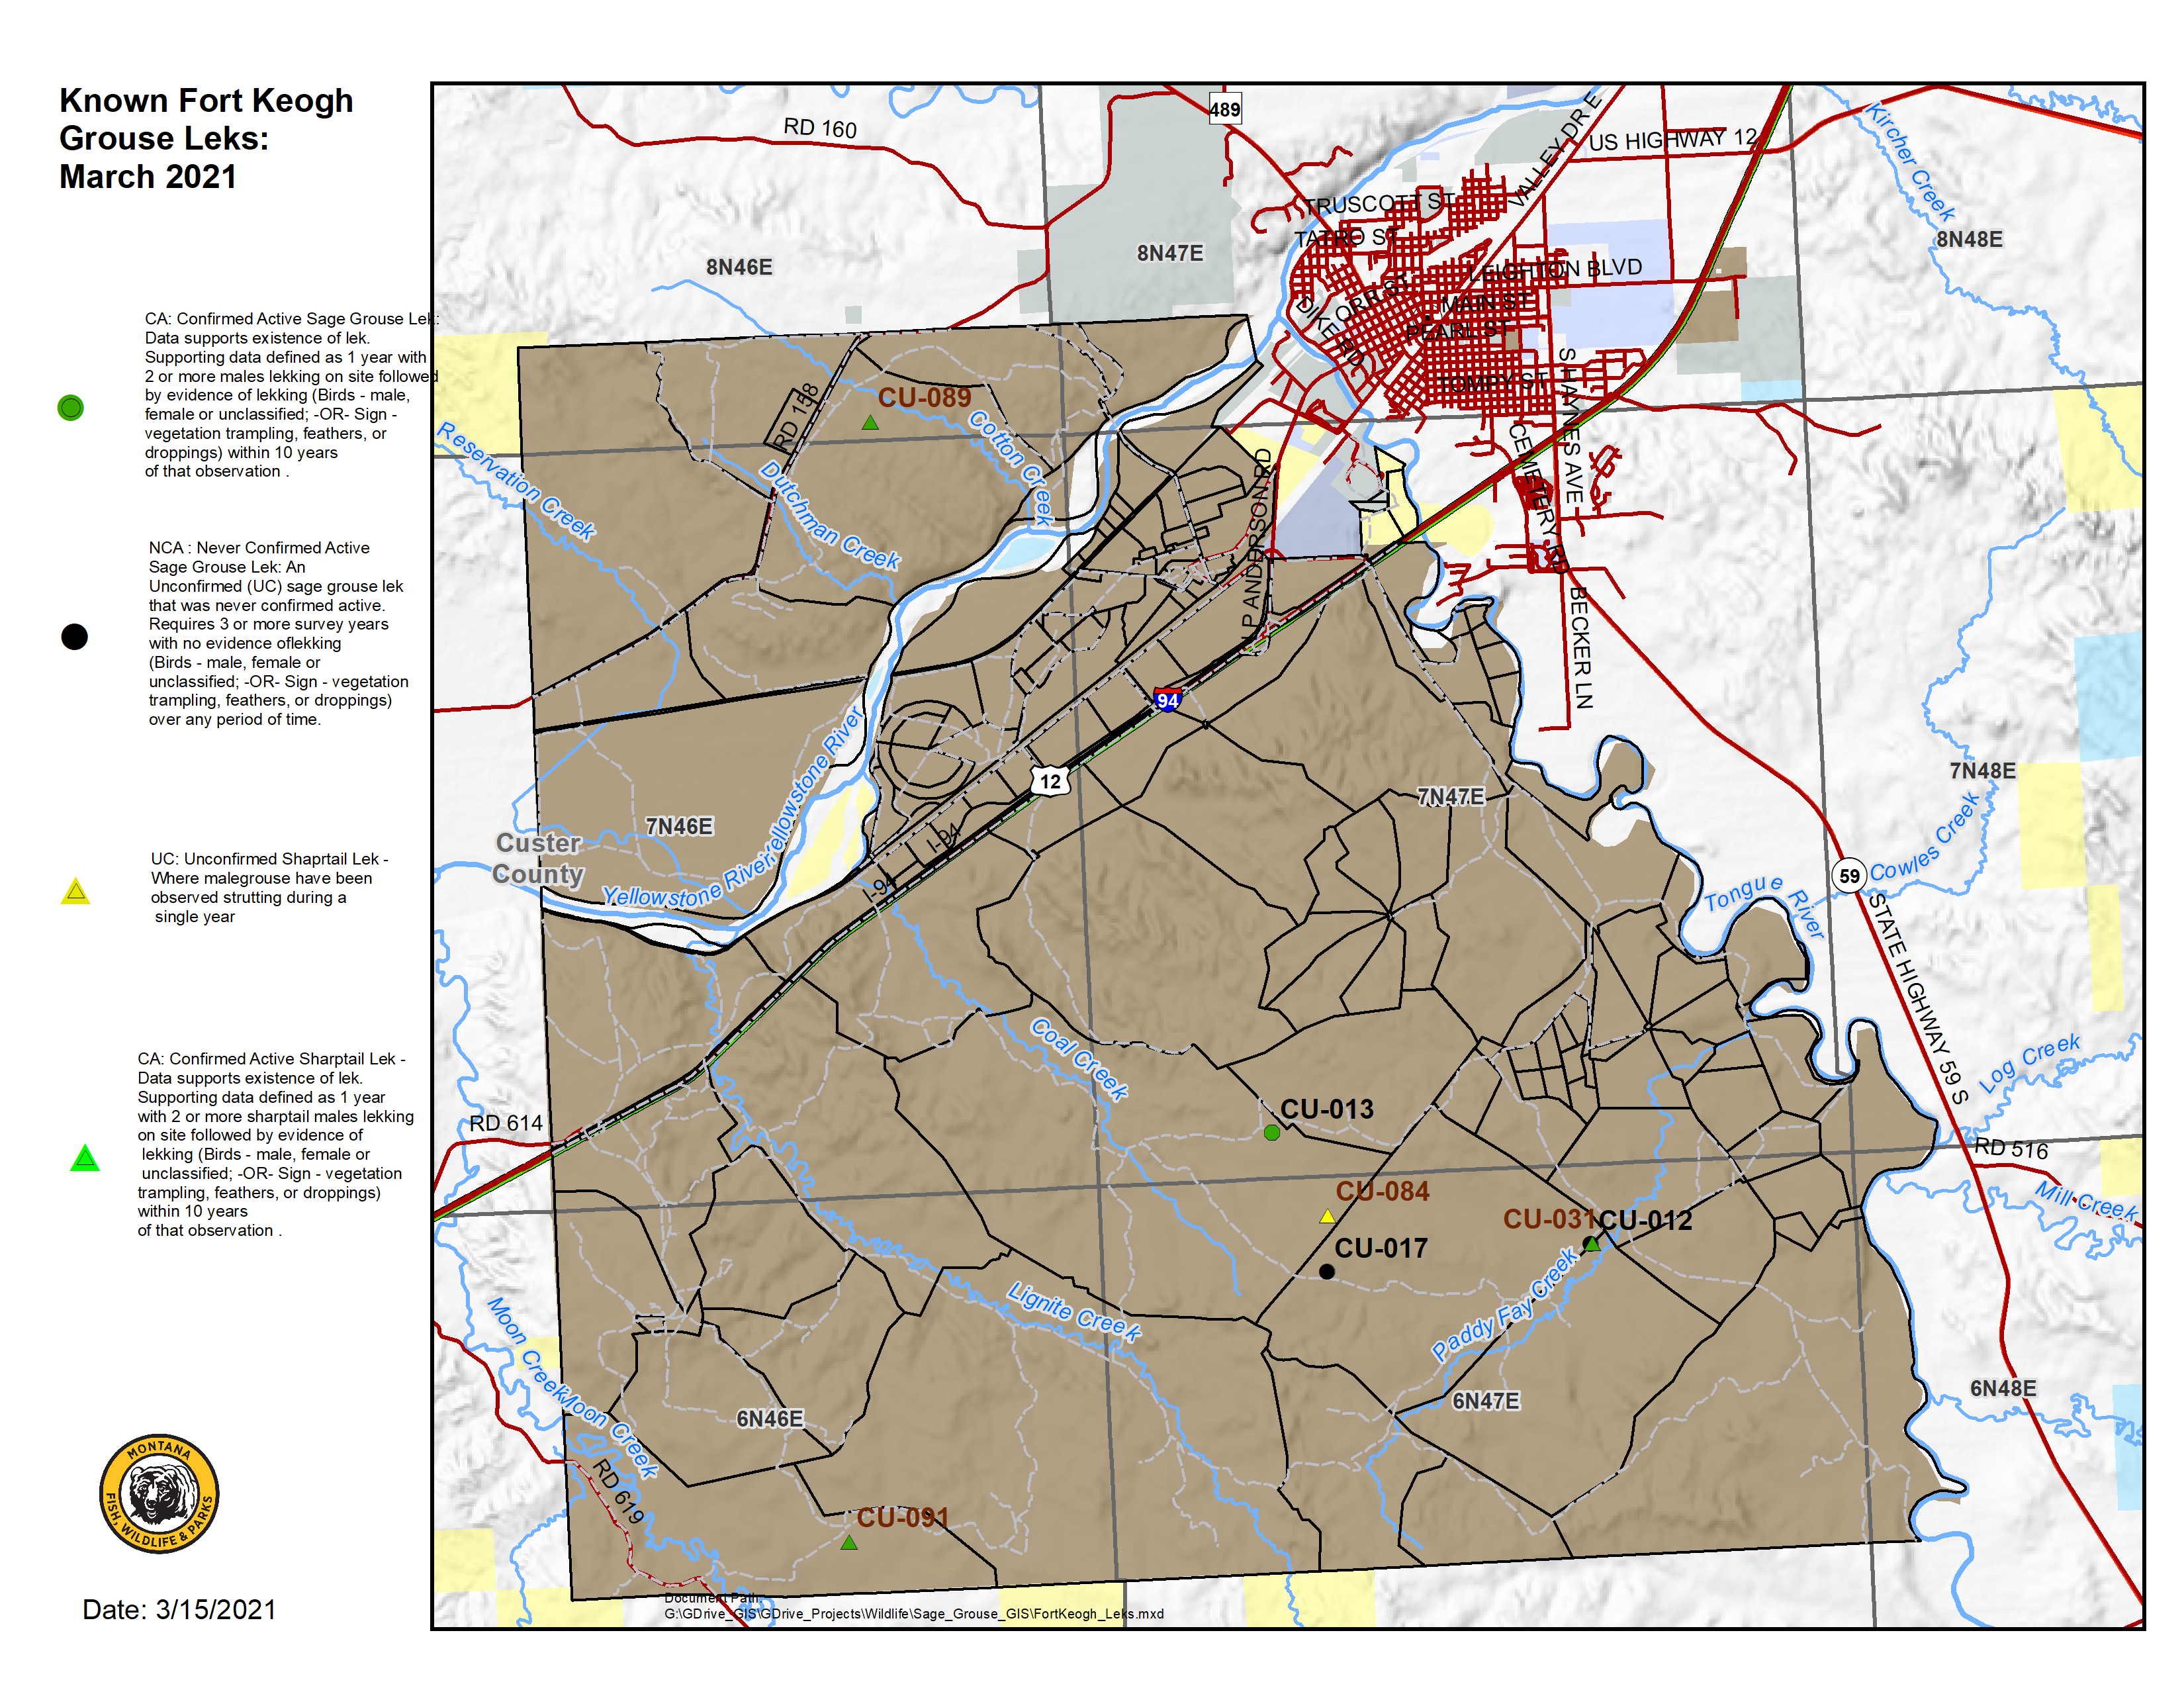 Known Fort Keogh
Grouse Leks:
March 2021
CA: Confirmed Active Sage Grouse Lek:
Data supports existence of lek.
Supporting data defined as 1 year with
2 or more males lekking on site followed
by evidence of lekking (Birds - male,
female or unclassified; -OR- Sign -
vegetation trampling, feathers, or
droppings) within 10 years
of that observation .
NCA : Never Confirmed Active
Sage Grouse Lek: An
Unconfirmed (UC) sage grouse lek
that was never confirmed active.
Requires 3 or more survey years
with no evidence oflekking
(Birds - male, female or
unclassified; -OR- Sign - vegetation
trampling, feathers, or droppings)
over any period of time.
UC: Unconfirmed Shaprtail Lek -
Where malegrouse have been
observed strutting during a
single year
CA: Confirmed Active Sharptail Lek -
Data supports existence of lek.
Supporting data defined as 1 year
with 2 or more sharptail males lekking
on site followed by evidence of
lekking (Birds - male, female or
unclassified; -OR- Sign - vegetation
trampling, feathers, or droppings)
within 10 years
of that observation .
MONTANA
FISH, WILDLIFE & PARKS
Date: 3/15/2021
489
RD 160
VALLEY DR E
US HIGHWAY 12
Kircher Creek
TRUSCOTT ST
TATRO ST
8N46E
8N47E
8N48E
LEIGHTON BLVD
ORR ST
MAIN ST
DIKE RD
PEARL ST
TOMPY ST
S HAYNES AVE
RD 158
CU-089
Cotton Creek
Reservation Creek
Dutchman Creek
CEMETERY RD
L P ANDERSON RD
BECKER LN
94
12
Yellowstone River
7N46E
7N47E
7N48E
Custer
County
I-94
I-94
Yellowstone River
Tongue River
59
Cowles Creek
STATE HIGHWAY 59 S
Coal Creek
Log Creek
RD 614
CU-013
RD 516
CU-084
Mill Creek
CU-031
CU-012
CU-017
Paddy Fay Creek
Lignite Creek
Moon Creek
Moon Creek
6N46E
6N47E
6N48E
RD 619
CU-091
Document Path:
G:\GDrive_GIS\GDrive_Projects\Wildlife\Sage_Grouse_GIS\FortKeogh_Leks.mxd